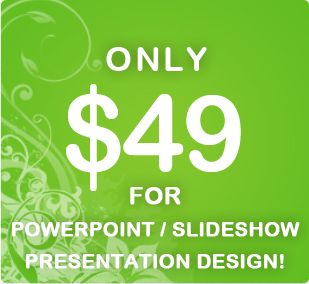 ONLY
$49
FOR
POWERPOINT / SLIDESHOW
PRESENTATION DESIGN!